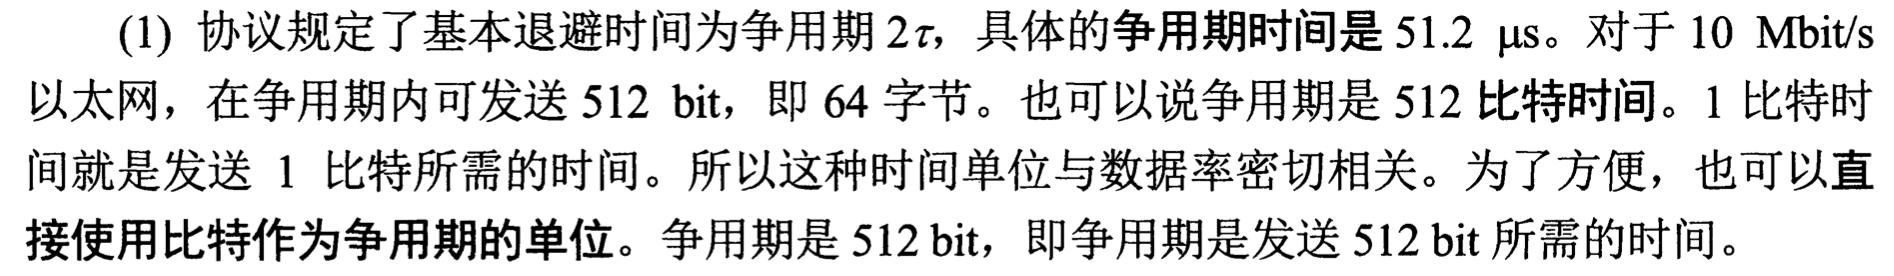 (1) 协议规定了基本退避时间为争用期 2τ，具体的争用期时间是 51.2 μs。对于 10 Mbit/s
以太网，在争用期内可发送 512 bit，即 64 字节。也可以说争用期是 512 比特时间。1 比特时
间就是发送 1 比特所需的时间。所以这种时间单位与数据率密切相关。为了方便，也可以直
接使用比特作为争用期的单位。争用期是 512 bit，即争用期是发送 512 bit 所需的时间。